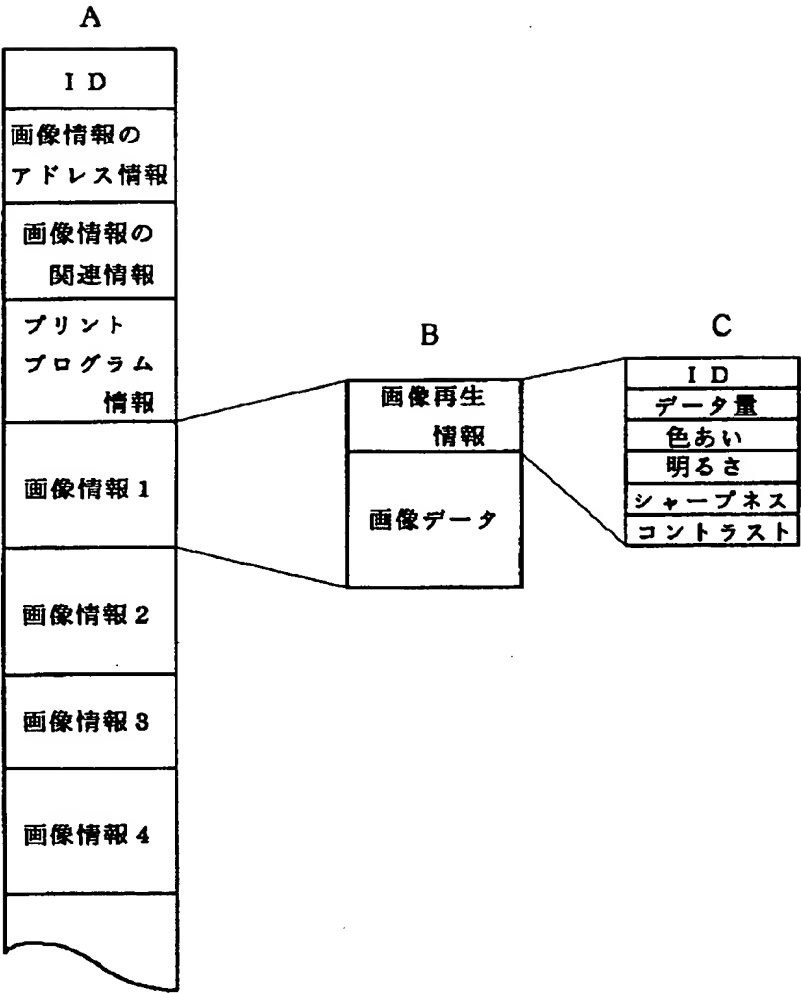 A
I D
画像情報の
アドレス情報
画像情報の
関連情報
プリント
プログラム
情報
画像情報1
画像情報2
画像情報3
画像情報4
B
画像再生
情報
画像データ
C
I D
データ量
色あい
明るさ
シャープネス
コントラスト